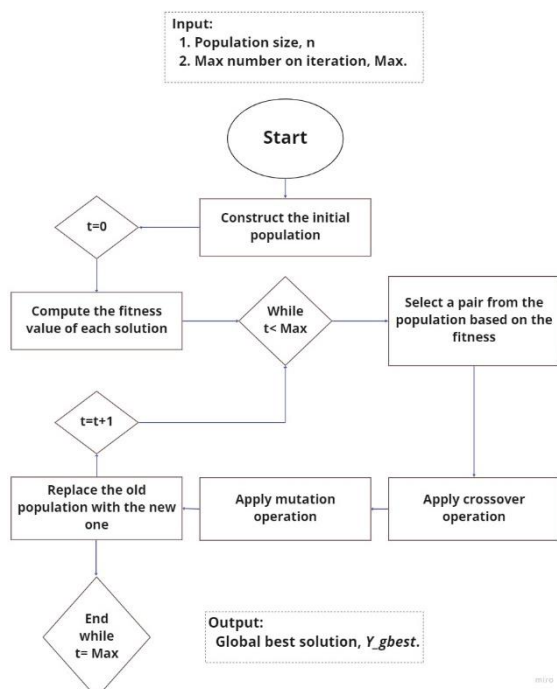 Input:
1. Population size, n
2. Max number on iteration, Max.
Start
Construct the initial
population
t=0
Compute the fitness
value of each solution
While
t< Max
Select a pair from the
population based on the
fitness
t=t+1
Replace the old
population with the new
one
Apply mutation
operation
Apply crossover
operation
End
while
t= Max
Output:
Global best solution, Y_gbest.
miro